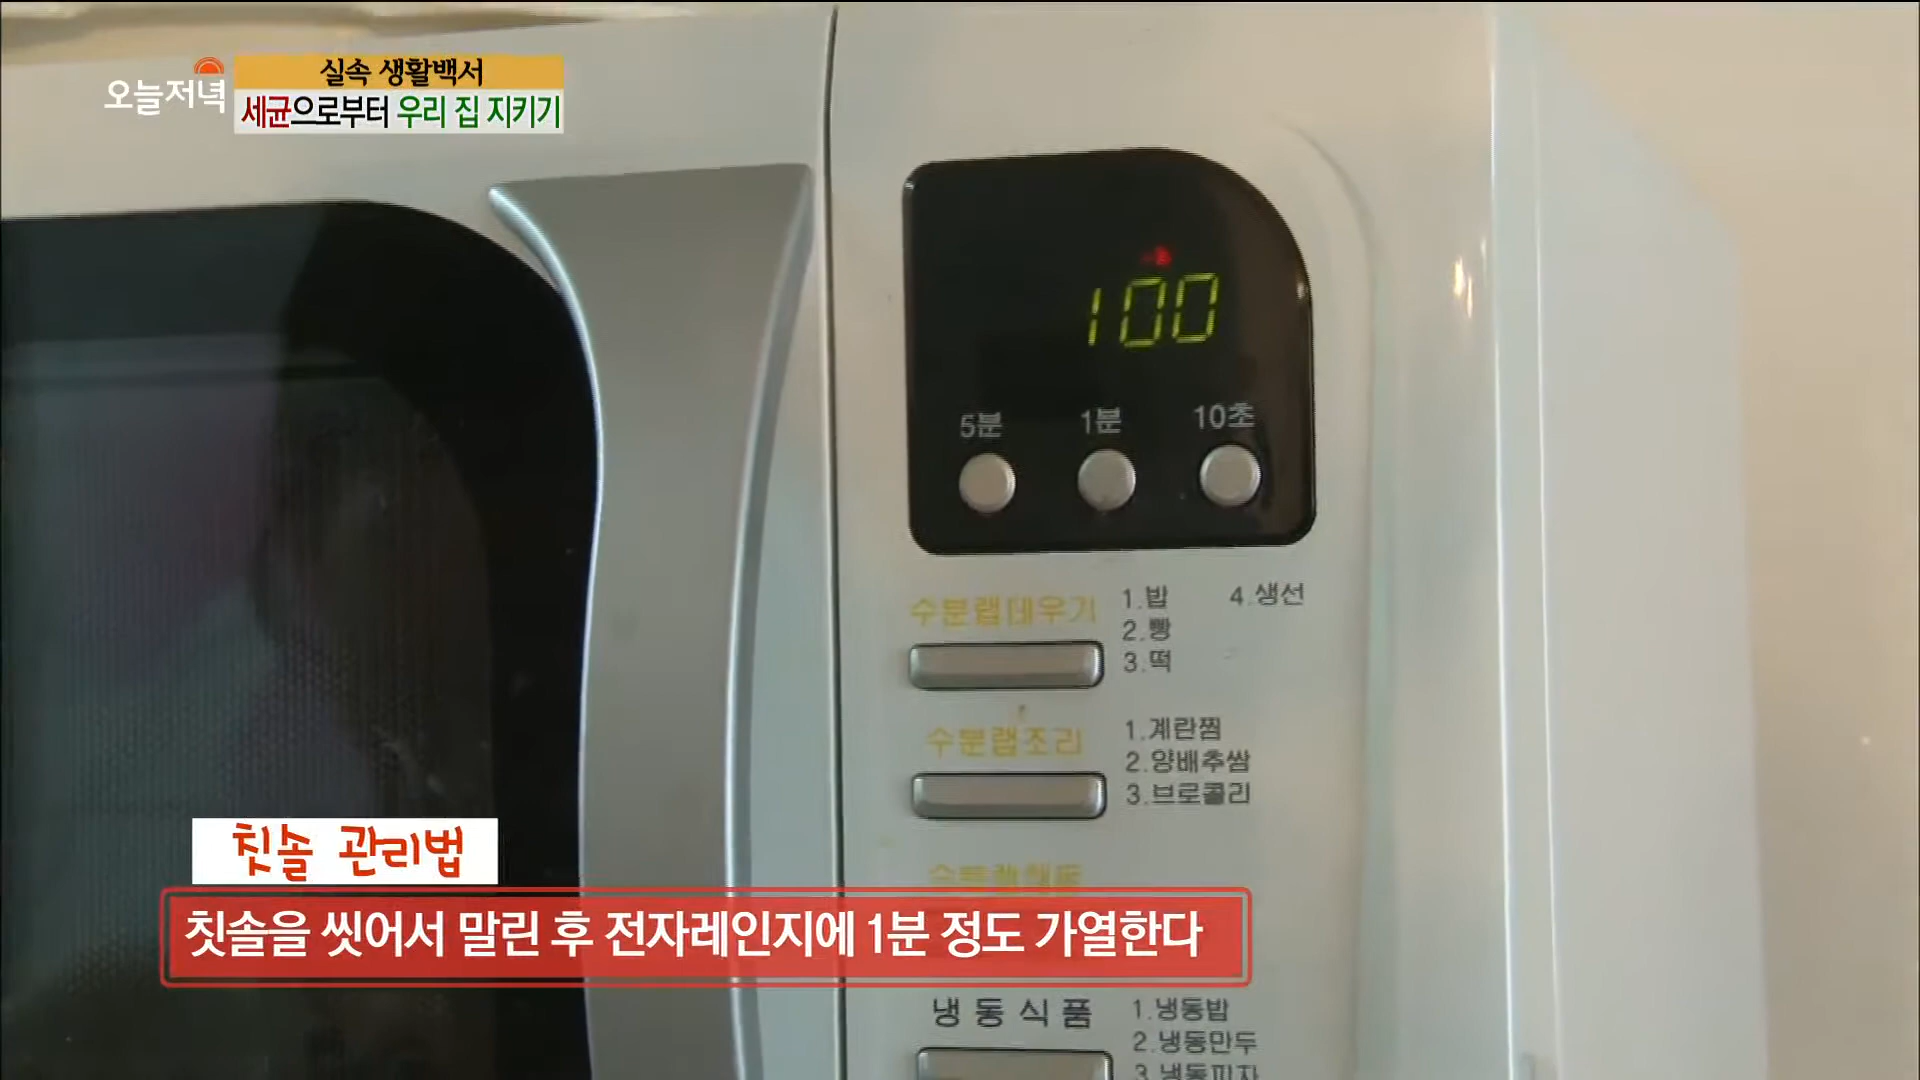 오늘저녁
실속 생활백서
세균으로부터 우리 집 지키기
100
5분 1분 10초
수분랩데우기
1.밥 4.생선
2.빵
3.떡
수분랩조리
1.계란찜
2.양배추쌈
3.브로콜리
칫솔 관리법
칫솔을 씻어서 말린 후 전자레인지에 1분 정도 가열한다
냉동식품
1.냉동밥
2.냉동만두
3.냉동피자